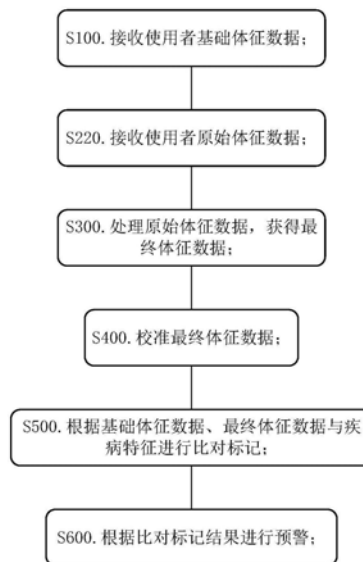 S100.接收使用者基础体征数据;
S220.接收使用者原始体征数据;
S300.处理原始体征数据，获得最
终体征数据;
S400.校准最终体征数据;
S500.根据基础体征数据、最终体征数据与疾
病特征进行比对标记;
S600.根据比对标记结果进行预警;